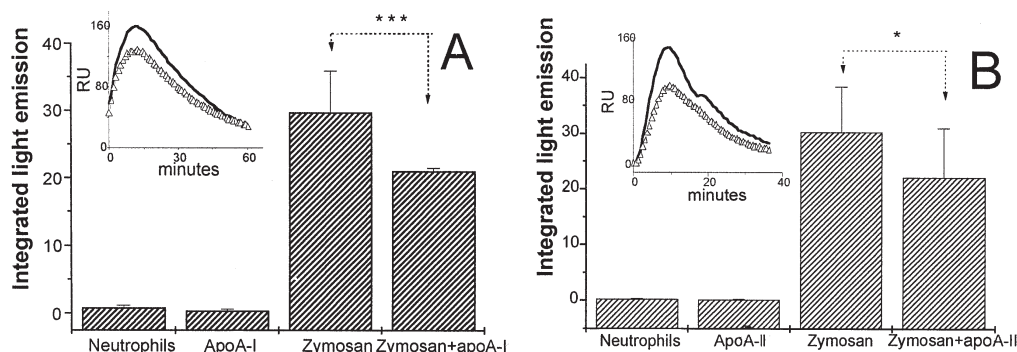 A
***
Integrated light emission
40
30
20
10
0
RU
160
80
0
0 30 60
minutes
Neutrophils ApoA-I Zymosan Zymosan+apoA-I
B
*
Integrated light emission
40
30
20
10
0
RU
160
80
0
0 20 40
minutes
Neutrophils ApoA-II Zymosan Zymosan+apoA-II